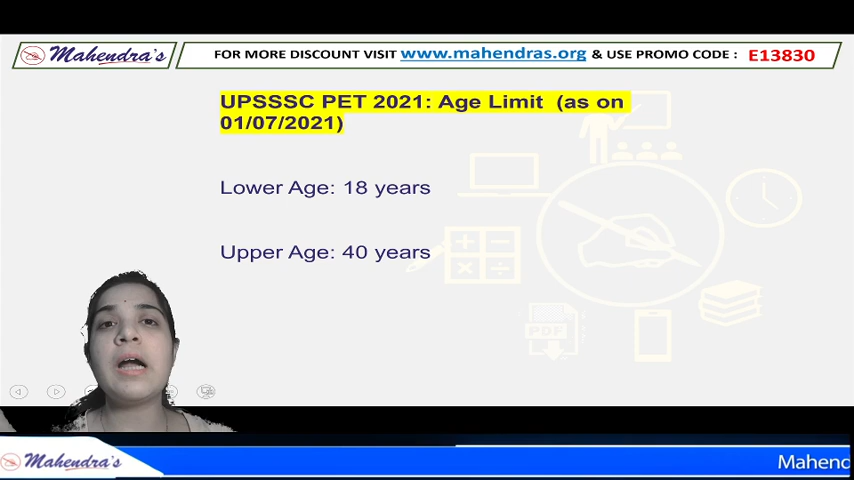 Mahendra's
FOR MORE DISCOUNT VISIT www.mahendras.org & USE PROMO CODE : E13830
UPSSSC PET 2021: Age Limit (as on
01/07/2021)
Lower Age: 18 years
Upper Age: 40 years
PDF
Mahendra's
Mahend